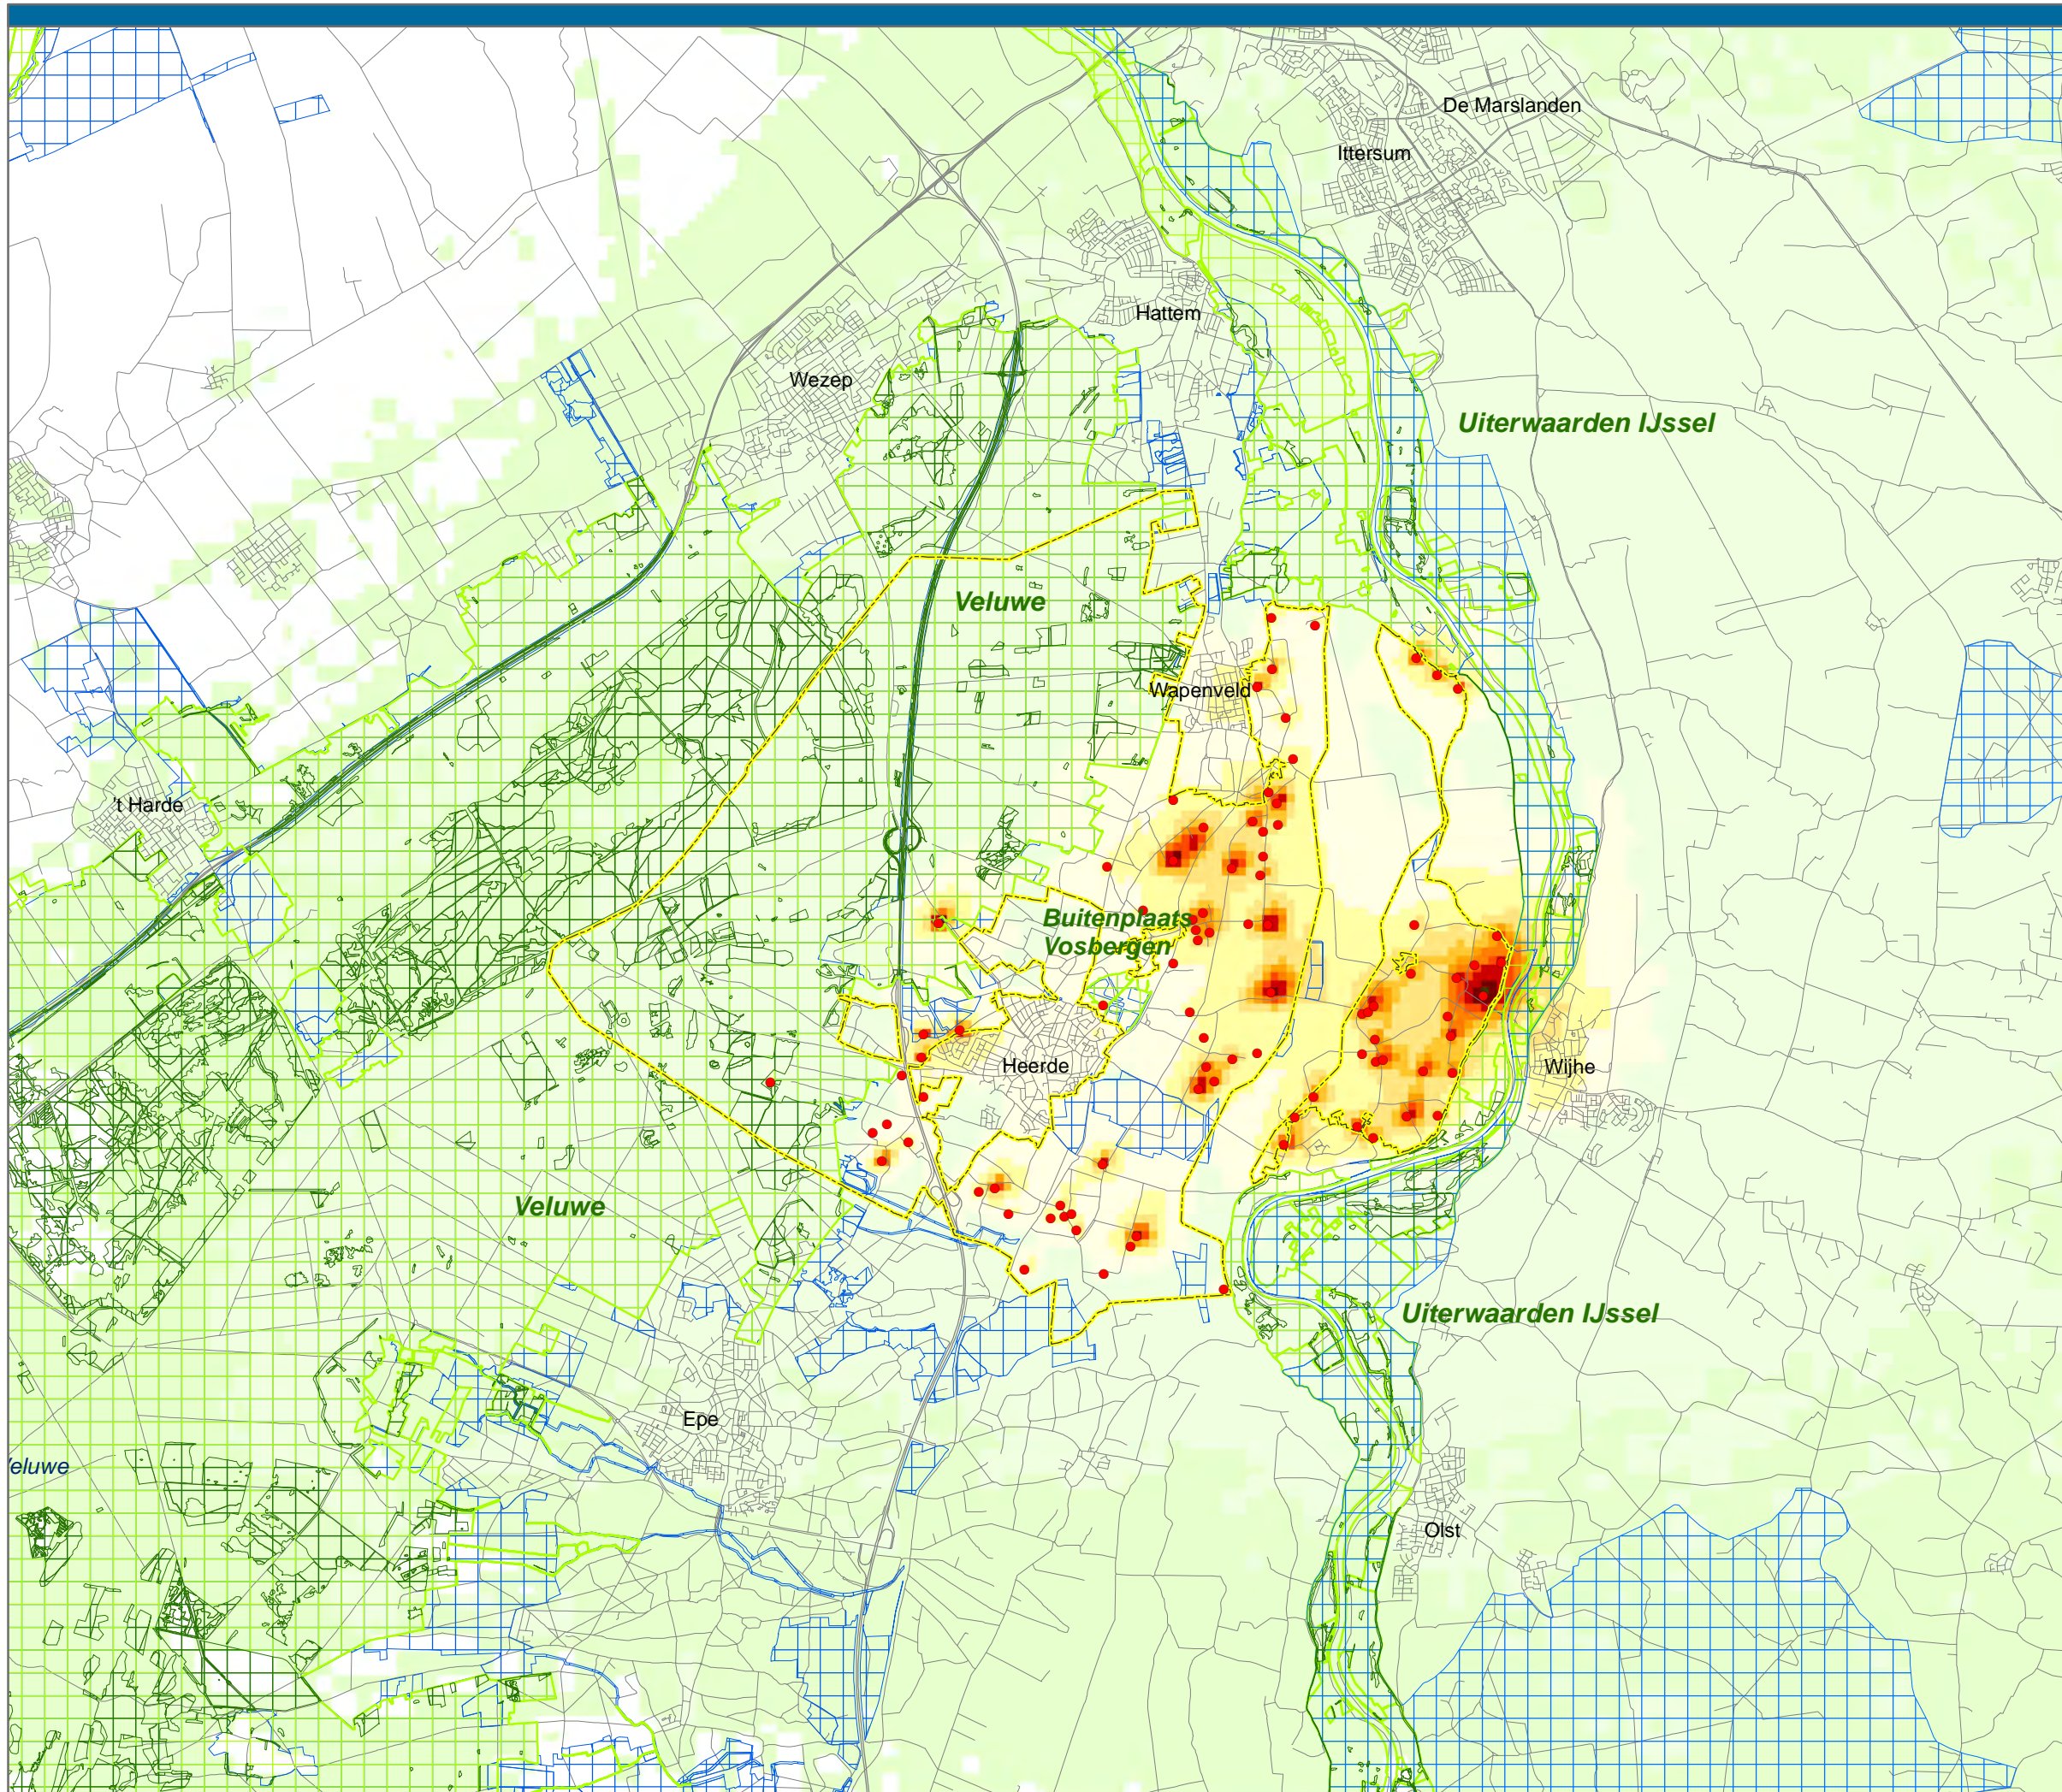 De Marslanden
Ittersum
Hattem
Wezep
Uiterwaarden IJssel
Veluwe
Wapenveld
't Harde
Buitenplaats
Vosbergen
Heerde
Wijhe
Veluwe
Uiterwaarden IJssel
Epe
eluwe
Olst